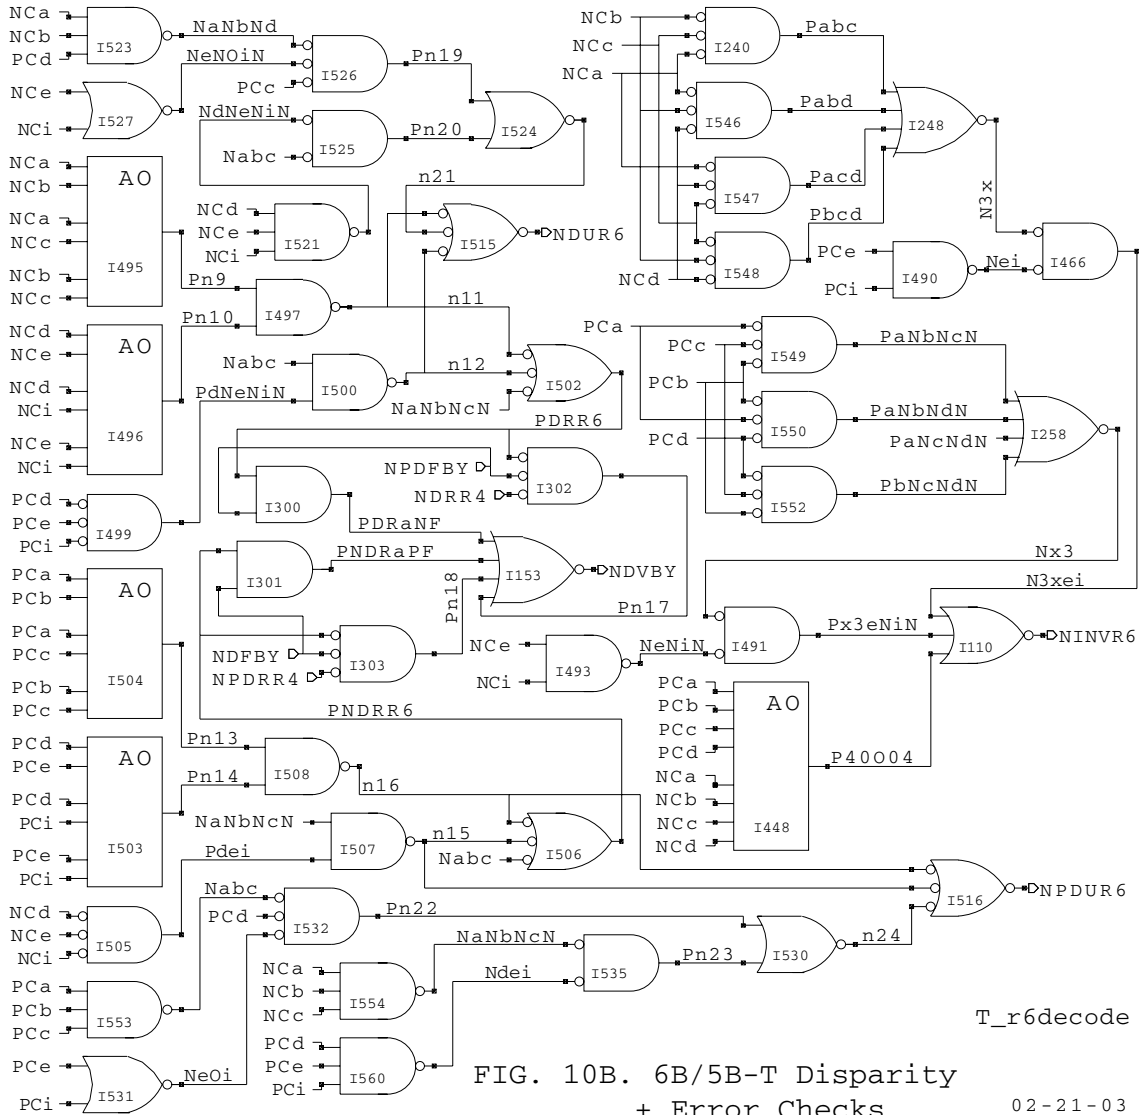 NCa
NCb
PCd
I523
NaNbNd
NCe
NCi
I527
NeNOiN
PCc
I526
Pn19
NdNeNiN
Nabc
I525
Pn20
I524
n21
NCa
NCb
NCa
NCc
NCb
NCc
AO
I495
Pn9
NCd
NCe
NCi
I521
I515
NDUR6
NCd
NCe
NCd
NCi
NCe
NCi
AO
I496
Pn10
I497
n11
Nabc
PdNeNiN
I500
n12
NaNbNcN
I502
PDRR6
PCd
PCe
PCi
I499
NPDFBY
NDRR4
I302
I300
PDRaNF
I301
PNDRaPF
Pn18
I153
NDVBY
Pn17
PCa
PCb
PCa
PCc
PCb
PCc
AO
I504
NDFBY
NPDRR4
I303
PNDRR6
Pn13
PCd
PCe
PCd
PCi
PCe
PCi
AO
I503
Pn14
I508
n16
NaNbNcN
Pdei
I507
n15
Nabc
I506
NCd
NCe
NCi
I505
Nabc
PCd
I532
Pn22
PCa
PCb
PCc
I553
PCe
PCi
I531
NeOi
NCa
NCb
NCc
I554
NaNbNcN
PCd
PCe
PCi
I560
Ndei
I535
Pn23
I530
n24
I516
NPDUR6
NCb
NCc
NCa
NCd
I240
Pabc
I546
Pabd
I547
Pacd
I548
Pbcd
I248
N3x
PCe
PCi
I490
Nei
I466
PCa
PCc
PCb
PCd
I549
PaNbNcN
I550
PaNbNdN
PaNcNdN
I552
PbNcNdN
I258
Nx3
N3xei
NCe
NCi
I493
NeNiN
I491
Px3eNiN
I110
NINVR6
PCa
PCb
PCc
PCd
NCa
NCb
NCc
NCd
AO
I448
P40O04
T_r6decode
FIG. 10B. 6B/5B-T Disparity
+ Error Checks
02-21-03